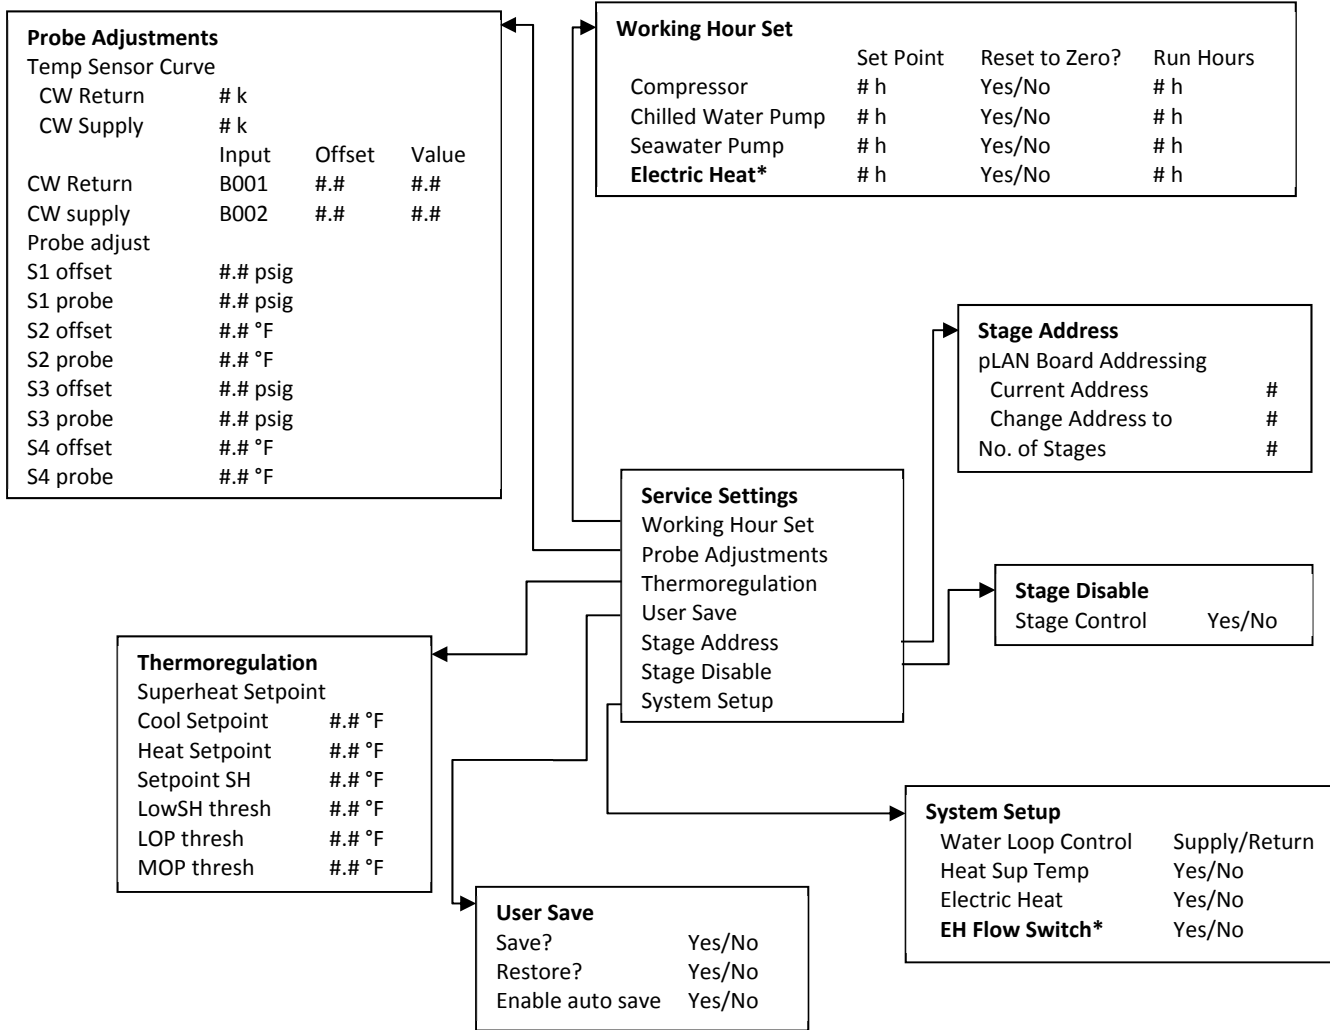 Probe Adjustments
Temp Sensor Curve
CW Return # k
CW Supply # k
Input Offset Value
CW Return B001 #.# #.#
CW supply B002 #.# #.#
Probe adjust
S1 offset #.# psig
S1 probe #.# psig
S2 offset #.# °F
S2 probe #.# °F
S3 offset #.# psig
S3 probe #.# psig
S4 offset #.# °F
S4 probe #.# °F
Working Hour Set
Set Point Reset to Zero? Run Hours
Compressor # h Yes/No # h
Chilled Water Pump # h Yes/No # h
Seawater Pump # h Yes/No # h
Electric Heat* # h Yes/No # h
Stage Address
pLAN Board Addressing
Current Address #
Change Address to #
No. of Stages #
Service Settings
Working Hour Set
Probe Adjustments
Thermoregulation
User Save
Stage Address
Stage Disable
System Setup
Stage Disable
Stage Control Yes/No
Thermoregulation
Superheat Setpoint
Cool Setpoint #.# °F
Heat Setpoint #.# °F
Setpoint SH #.# °F
LowSH thresh #.# °F
LOP thresh #.# °F
MOP thresh #.# °F
System Setup
Water Loop Control Supply/Return
Heat Sup Temp Yes/No
Electric Heat Yes/No
EH Flow Switch* Yes/No
User Save
Save? Yes/No
Restore? Yes/No
Enable auto save Yes/No